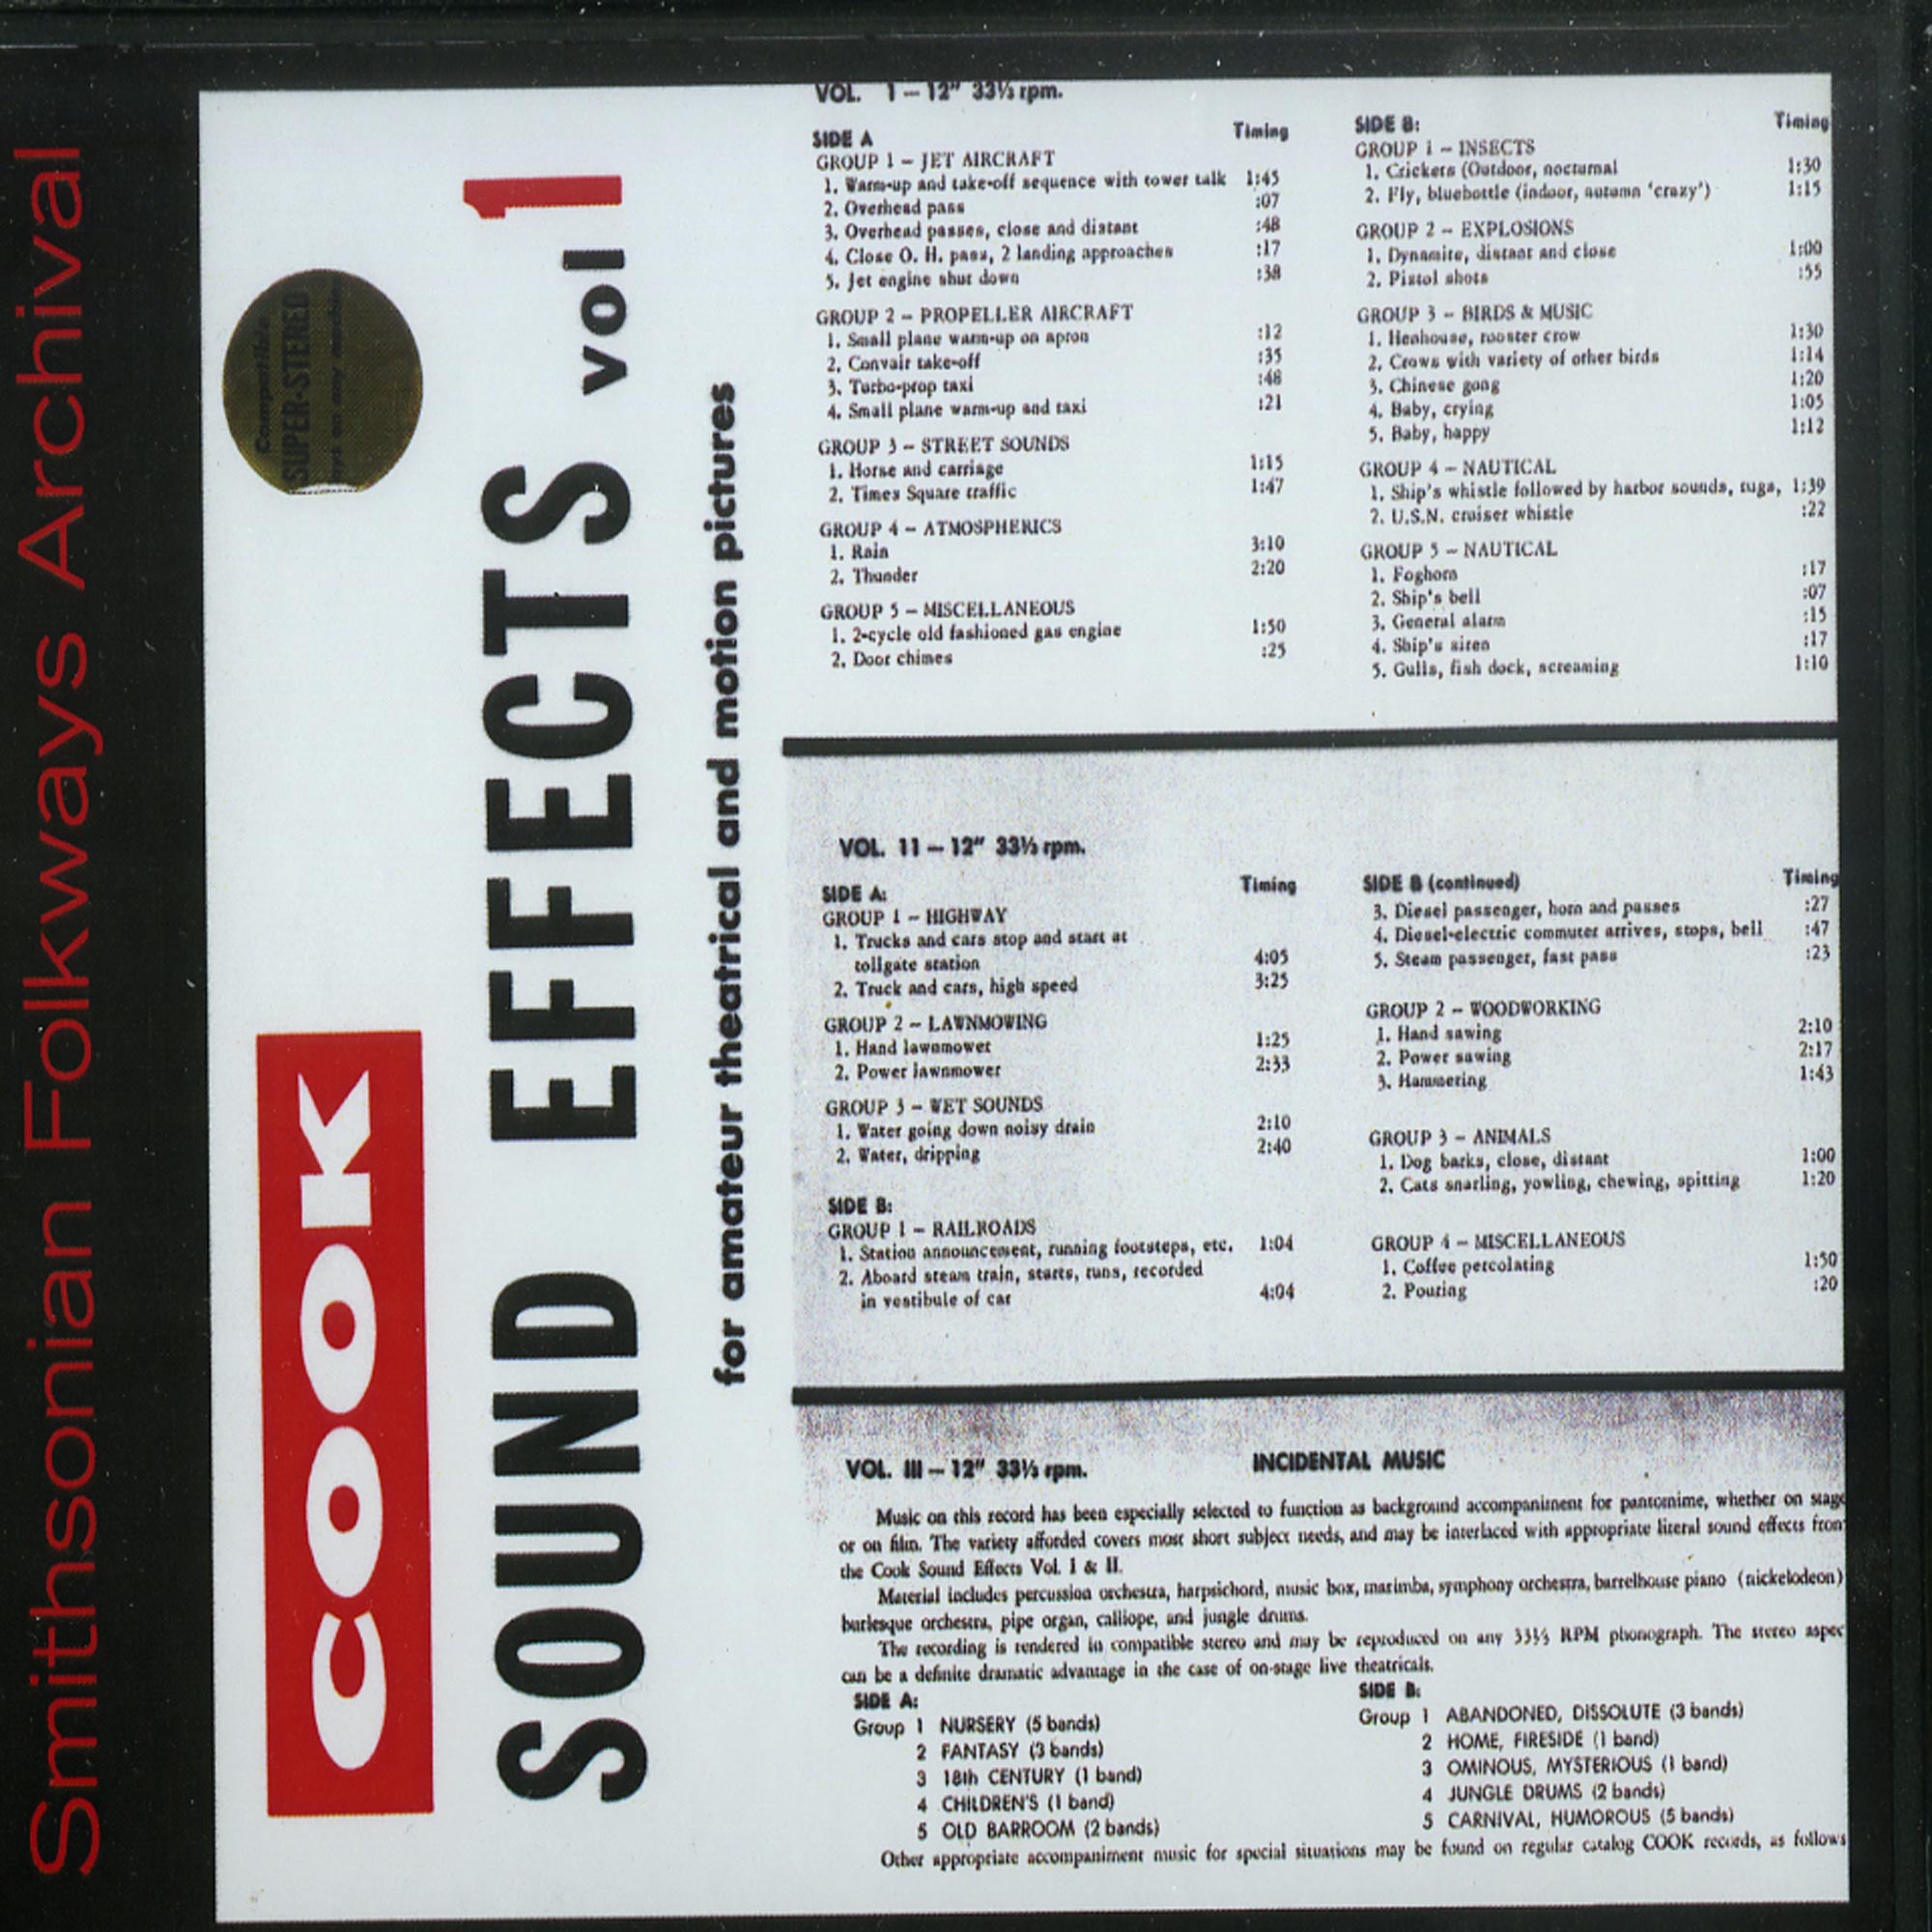 Smithsonian Folkways Archival
COOK
Compatible
SUPER-STEREO
on any
SOUND EFFECTS vol 1
for amateur theatrical and motion pictures
VOL. 1 – 12" 33⅓ rpm.
SIDE A Timing
GROUP 1 – JET AIRCRAFT
1. Warm-up and take-off sequence with tower talk 1:45
2. Overhead pass :07
3. Overhead passes, close and distant :48
4. Close O. H. pass, 2 landing approaches :17
5. Jet engine shut down :38
GROUP 2 – PROPELLER AIRCRAFT
1. Small plane warm-up on apron :12
2. Convair take-off :35
3. Turbo-prop taxi :48
4. Small plane warm-up and taxi :21
GROUP 3 – STREET SOUNDS
1. Horse and carriage 1:15
2. Times Square traffic 1:47
GROUP 4 – ATMOSPHERICS
1. Rain 3:10
2. Thunder 2:20
GROUP 5 – MISCELLANEOUS
1. 2-cycle old fashioned gas engine 1:50
2. Door chimes :25
SIDE B: Timing
GROUP 1 – INSECTS
1. Crickets (Outdoor, nocturnal 1:30
2. Fly, bluebottle (indoor, autumn 'crazy') 1:15
GROUP 2 – EXPLOSIONS
1. Dynamite, distant and close 1:00
2. Pistol shots :55
GROUP 3 – BIRDS & MUSIC
1. Henhouse, rooster crow 1:30
2. Crows with variety of other birds 1:14
3. Chinese gong 1:20
4. Baby, crying 1:05
5. Baby, happy 1:12
GROUP 4 – NAUTICAL
1. Ship's whistle followed by harbor sounds, tugs, 1:39
2. U.S.N. cruiser whistle :22
GROUP 5 – NAUTICAL
1. Foghorn :17
2. Ship's bell :07
3. General alarm :15
4. Ship's siren :17
5. Gulls, fish dock, screaming 1:10
VOL. 11 – 12" 33⅓ rpm.
SIDE A: Timing
GROUP 1 – HIGHWAY
1. Trucks and cars stop and start at
tollgate station 4:05
2. Truck and cars, high speed 3:25
GROUP 2 – LAWNMOWING
1. Hand lawnmower 1:25
2. Power lawnmower 2:33
GROUP 3 – WET SOUNDS
1. Water going down noisy drain 2:10
2. Water, dripping 2:40
SIDE B:
GROUP 1 – RAILROADS
1. Station announcement, running footsteps, etc. 1:04
2. Aboard steam train, starts, runs, recorded
in vestibule of car 4:04
SIDE B (continued) Timing
3. Diesel passenger, horn and passes :27
4. Diesel-electric commuter arrives, stops, bell :47
5. Steam passenger, fast pass :23
GROUP 2 – WOODWORKING
1. Hand sawing 2:10
2. Power sawing 2:17
3. Hammering 1:43
GROUP 3 – ANIMALS
1. Dog barks, close, distant 1:00
2. Cats snarling, yowling, chewing, spitting 1:20
GROUP 4 – MISCELLANEOUS
1. Coffee percolating 1:50
2. Pouring :20
VOL. III – 12" 33⅓ rpm. INCIDENTAL MUSIC
Music on this record has been especially selected to function as background accompaniment for pantomime, whether on stage
or on film. The variety afforded covers most short subject needs, and may be interlaced with appropriate literal sound effects from
the Cook Sound Effects Vol. I & II.
Material includes percussion orchestra, harpsichord, music box, marimba, symphony orchestra, barrelhouse piano (nickelodeon)
burlesque orchestra, pipe organ, calliope, and jungle drums.
The recording is rendered in compatible stereo and may be reproduced on any 33⅓ RPM phonograph. The stereo aspec
can be a definite dramatic advantage in the case of on-stage live theatricals.
SIDE A:
Group 1 NURSERY (5 bands)
2 FANTASY (3 bands)
3 18th CENTURY (1 band)
4 CHILDREN'S (1 band)
5 OLD BARROOM (2 bands)
SIDE B:
Group 1 ABANDONED, DISSOLUTE (3 bands)
2 HOME, FIRESIDE (1 band)
3 OMINOUS, MYSTERIOUS (1 band)
4 JUNGLE DRUMS (2 bands)
5 CARNIVAL, HUMOROUS (5 bands)
Other appropriate accompaniment music for special situations may be found on regular catalog COOK records, as follows